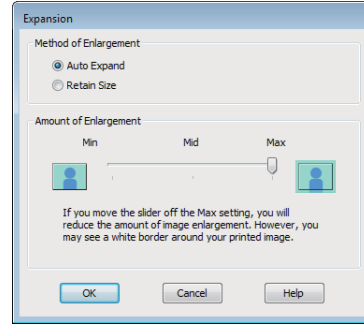 Expansion
Method of Enlargement
Auto Expand
Retain Size
Amount of Enlargement
Min Mid Max
If you move the slider off the Max setting, you will
reduce the amount of image enlargement. However, you
may see a white border around your printed image.
OK Cancel Help